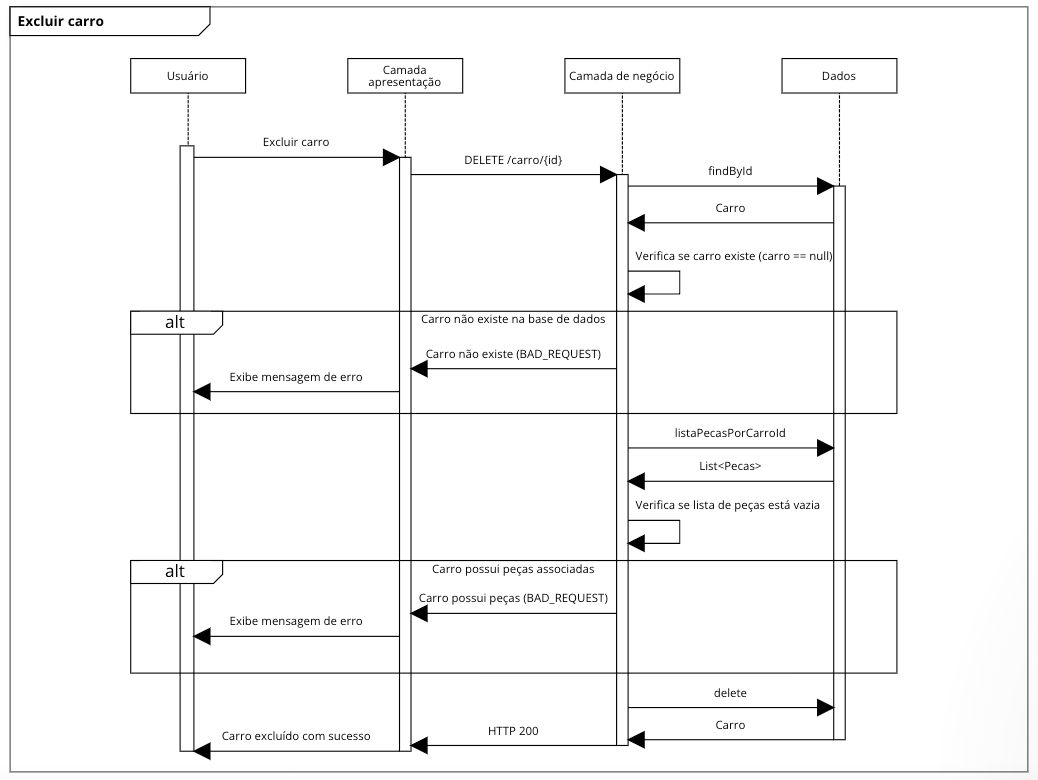 Excluir carro
Usuário
Camada
apresentação
Camada de negócio
Dados
Excluir carro
DELETE /carro/{id}
findById
Carro
Verifica se carro existe (carro == null)
alt
Carro não existe na base de dados
Carro não existe (BAD_REQUEST)
Exibe mensagem de erro
listaPecasPorCarroId
List<Pecas>
Verifica se lista de peças está vazia
alt
Carro possui peças associadas
Carro possui peças (BAD_REQUEST)
Exibe mensagem de erro
delete
Carro
HTTP 200
Carro excluído com sucesso